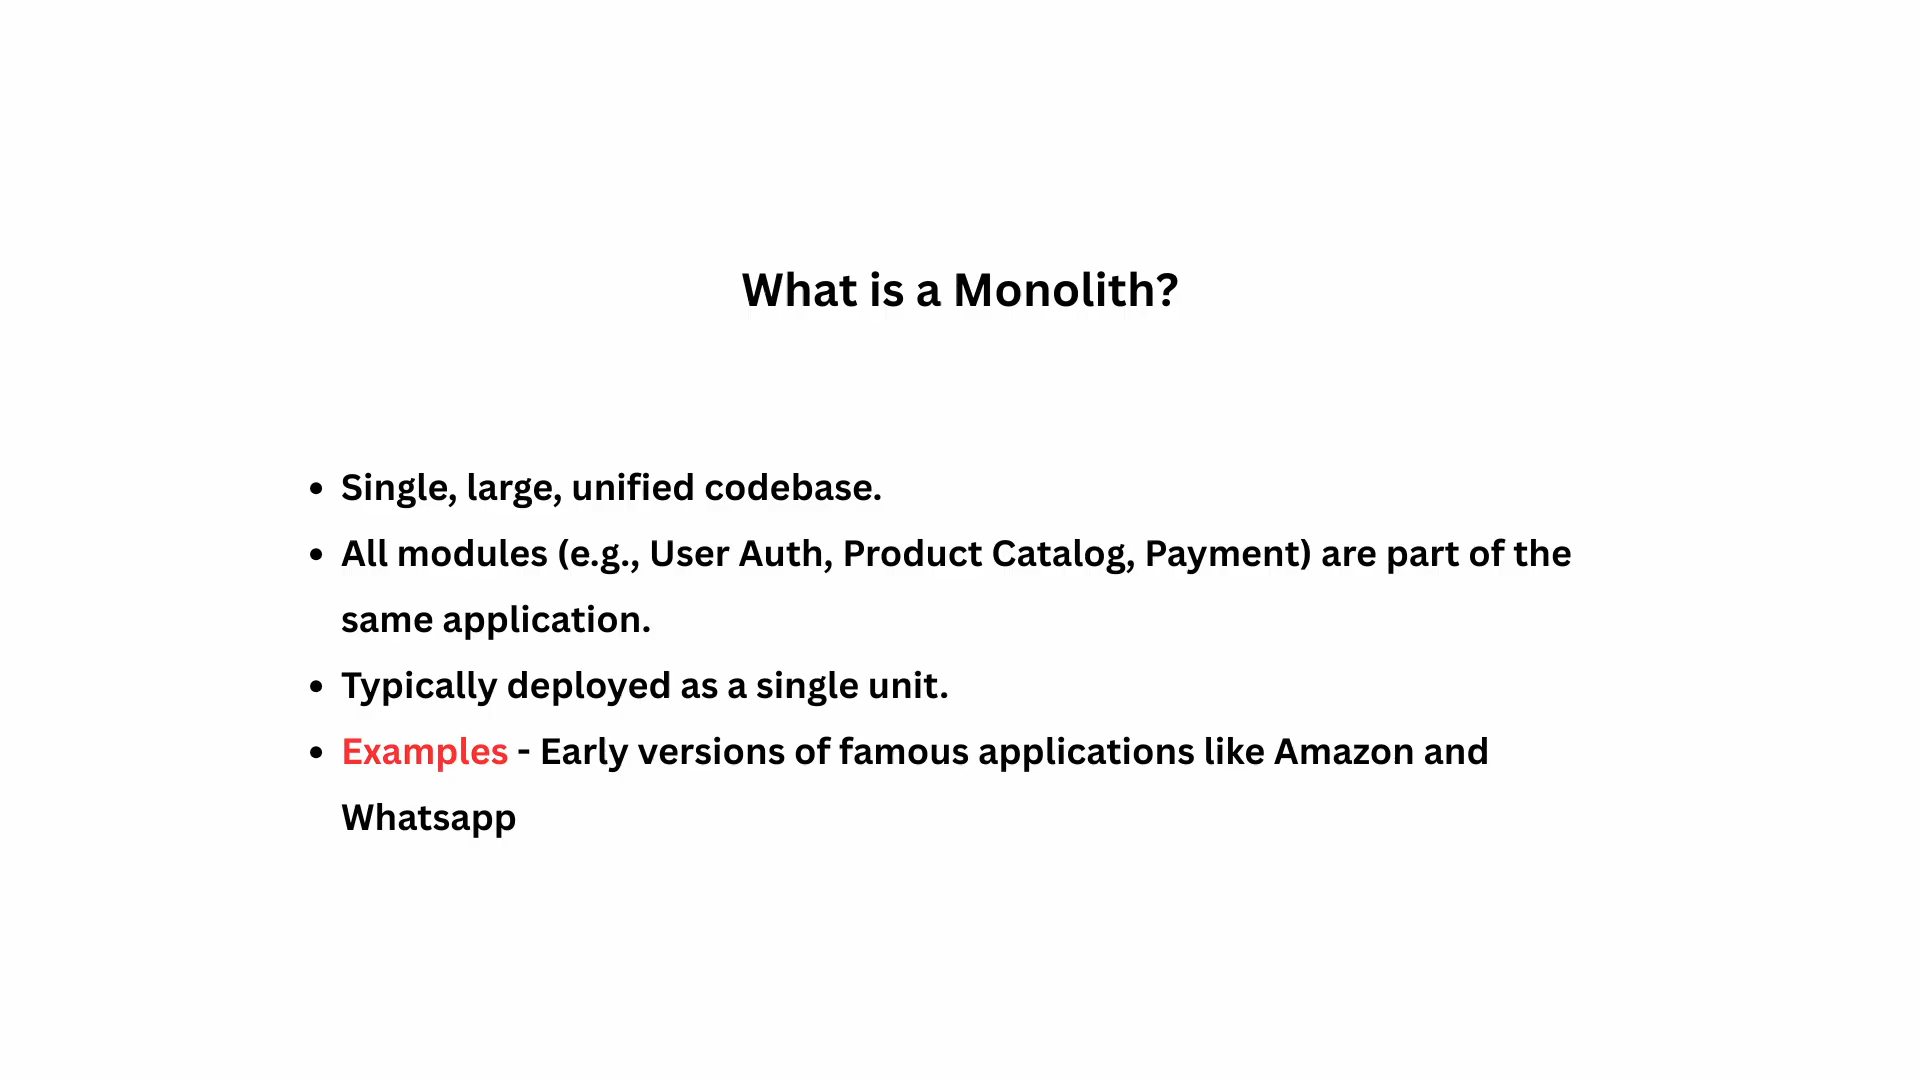 What is a Monolith?
• Single, large, unified codebase.
• All modules (e.g., User Auth, Product Catalog, Payment) are part of the
same application.
• Typically deployed as a single unit.
• Examples - Early versions of famous applications like Amazon and
Whatsapp